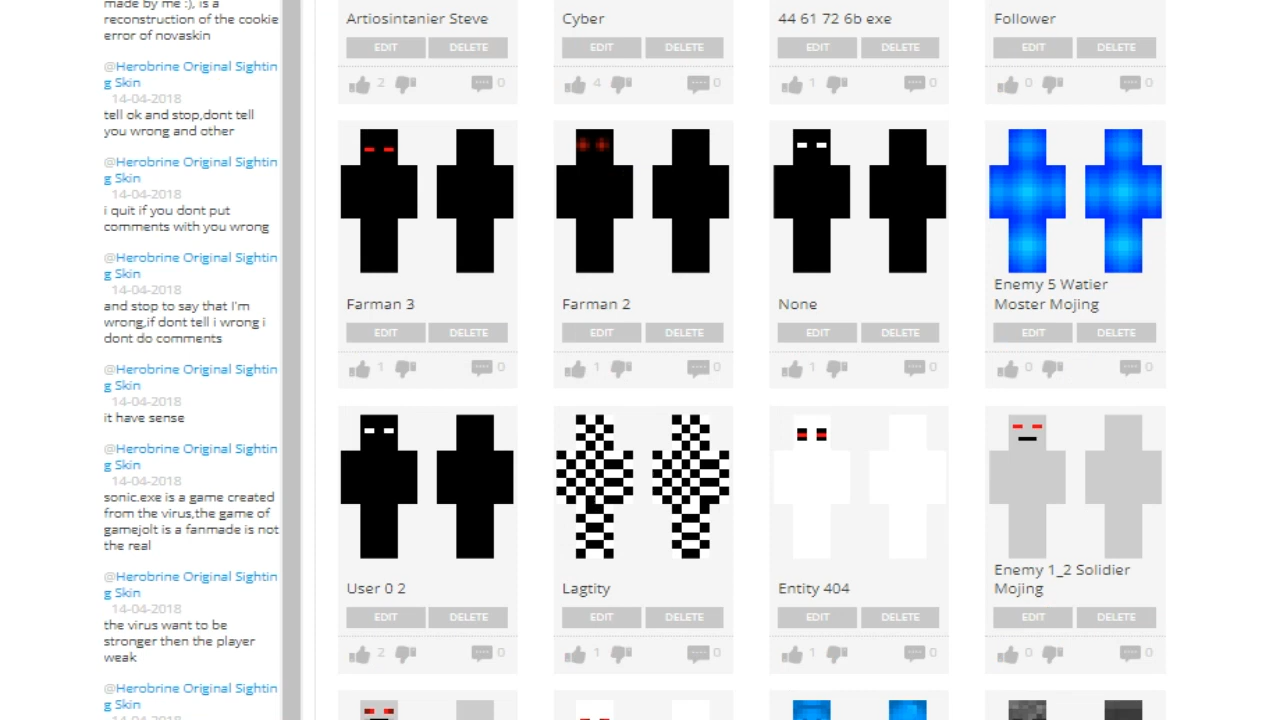 made by me :), is a
reconstruction of the cookie
error of novaskin
@Herobrine Original Sightin
g Skin
14-04-2018
tell ok and stop,dont tell
you wrong and other
@Herobrine Original Sightin
g Skin
14-04-2018
i quit if you dont put
comments with you wrong
@Herobrine Original Sightin
g Skin
14-04-2018
and stop to say that I'm
wrong,if dont tell i wrong i
dont do comments
@Herobrine Original Sightin
g Skin
14-04-2018
it have sense
@Herobrine Original Sightin
g Skin
14-04-2018
sonic.exe is a game created
from the virus,the game of
gamejolt is a fanmade is not
the real
@Herobrine Original Sightin
g Skin
14-04-2018
the virus want to be
stronger then the player
weak
@Herobrine Original Sightin
g Skin
14-04-2018
Artiosintanier Steve
EDIT DELETE
2 0
Cyber
EDIT DELETE
4 0
44 61 72 6b exe
EDIT DELETE
1 0
Follower
EDIT DELETE
0 0
Farman 3
EDIT DELETE
1 0
Farman 2
EDIT DELETE
1 0
None
EDIT DELETE
1 0
Enemy 5 Watier
Moster Mojing
EDIT DELETE
0 0
User 0 2
EDIT DELETE
2 0
Lagtity
EDIT DELETE
1 0
Entity 404
EDIT DELETE
1 0
Enemy 1_2 Solidier
Mojing
EDIT DELETE
0 0